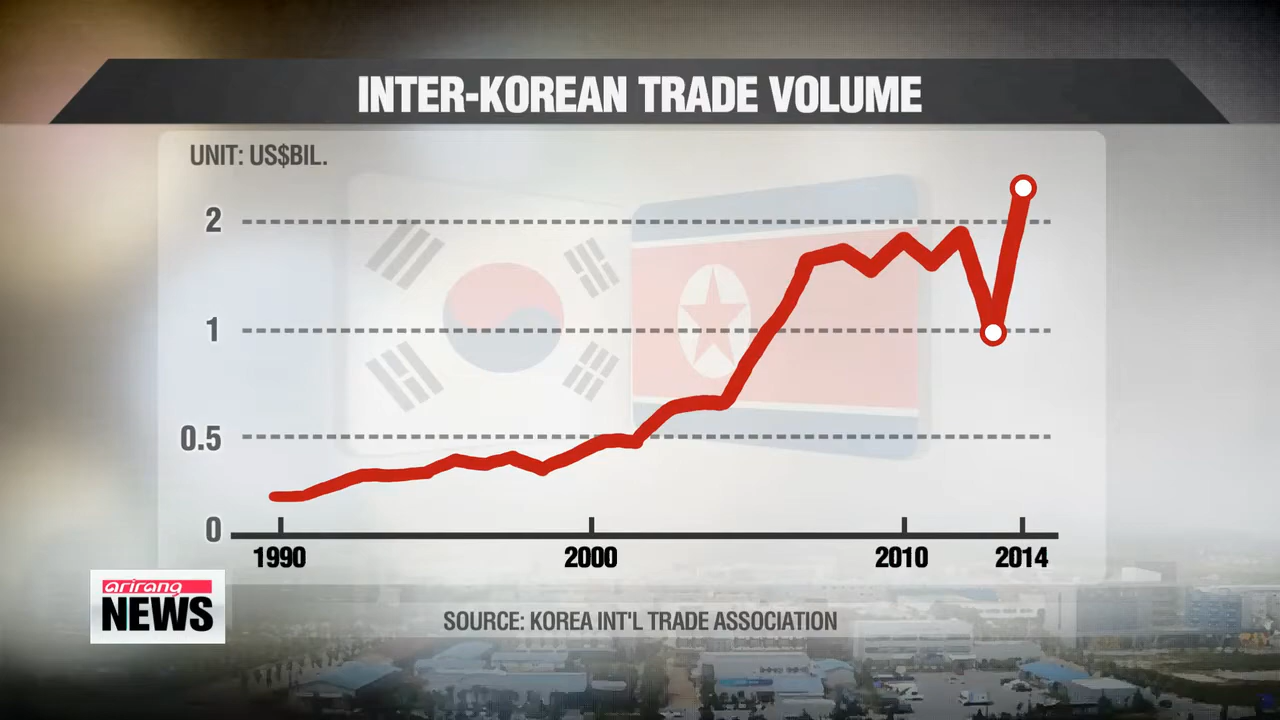 INTER-KOREAN TRADE VOLUME
UNIT: US$BIL.
2
1
0.5
0
1990 2000 2010 2014
arirang
NEWS
SOURCE: KOREA INT'L TRADE ASSOCIATION